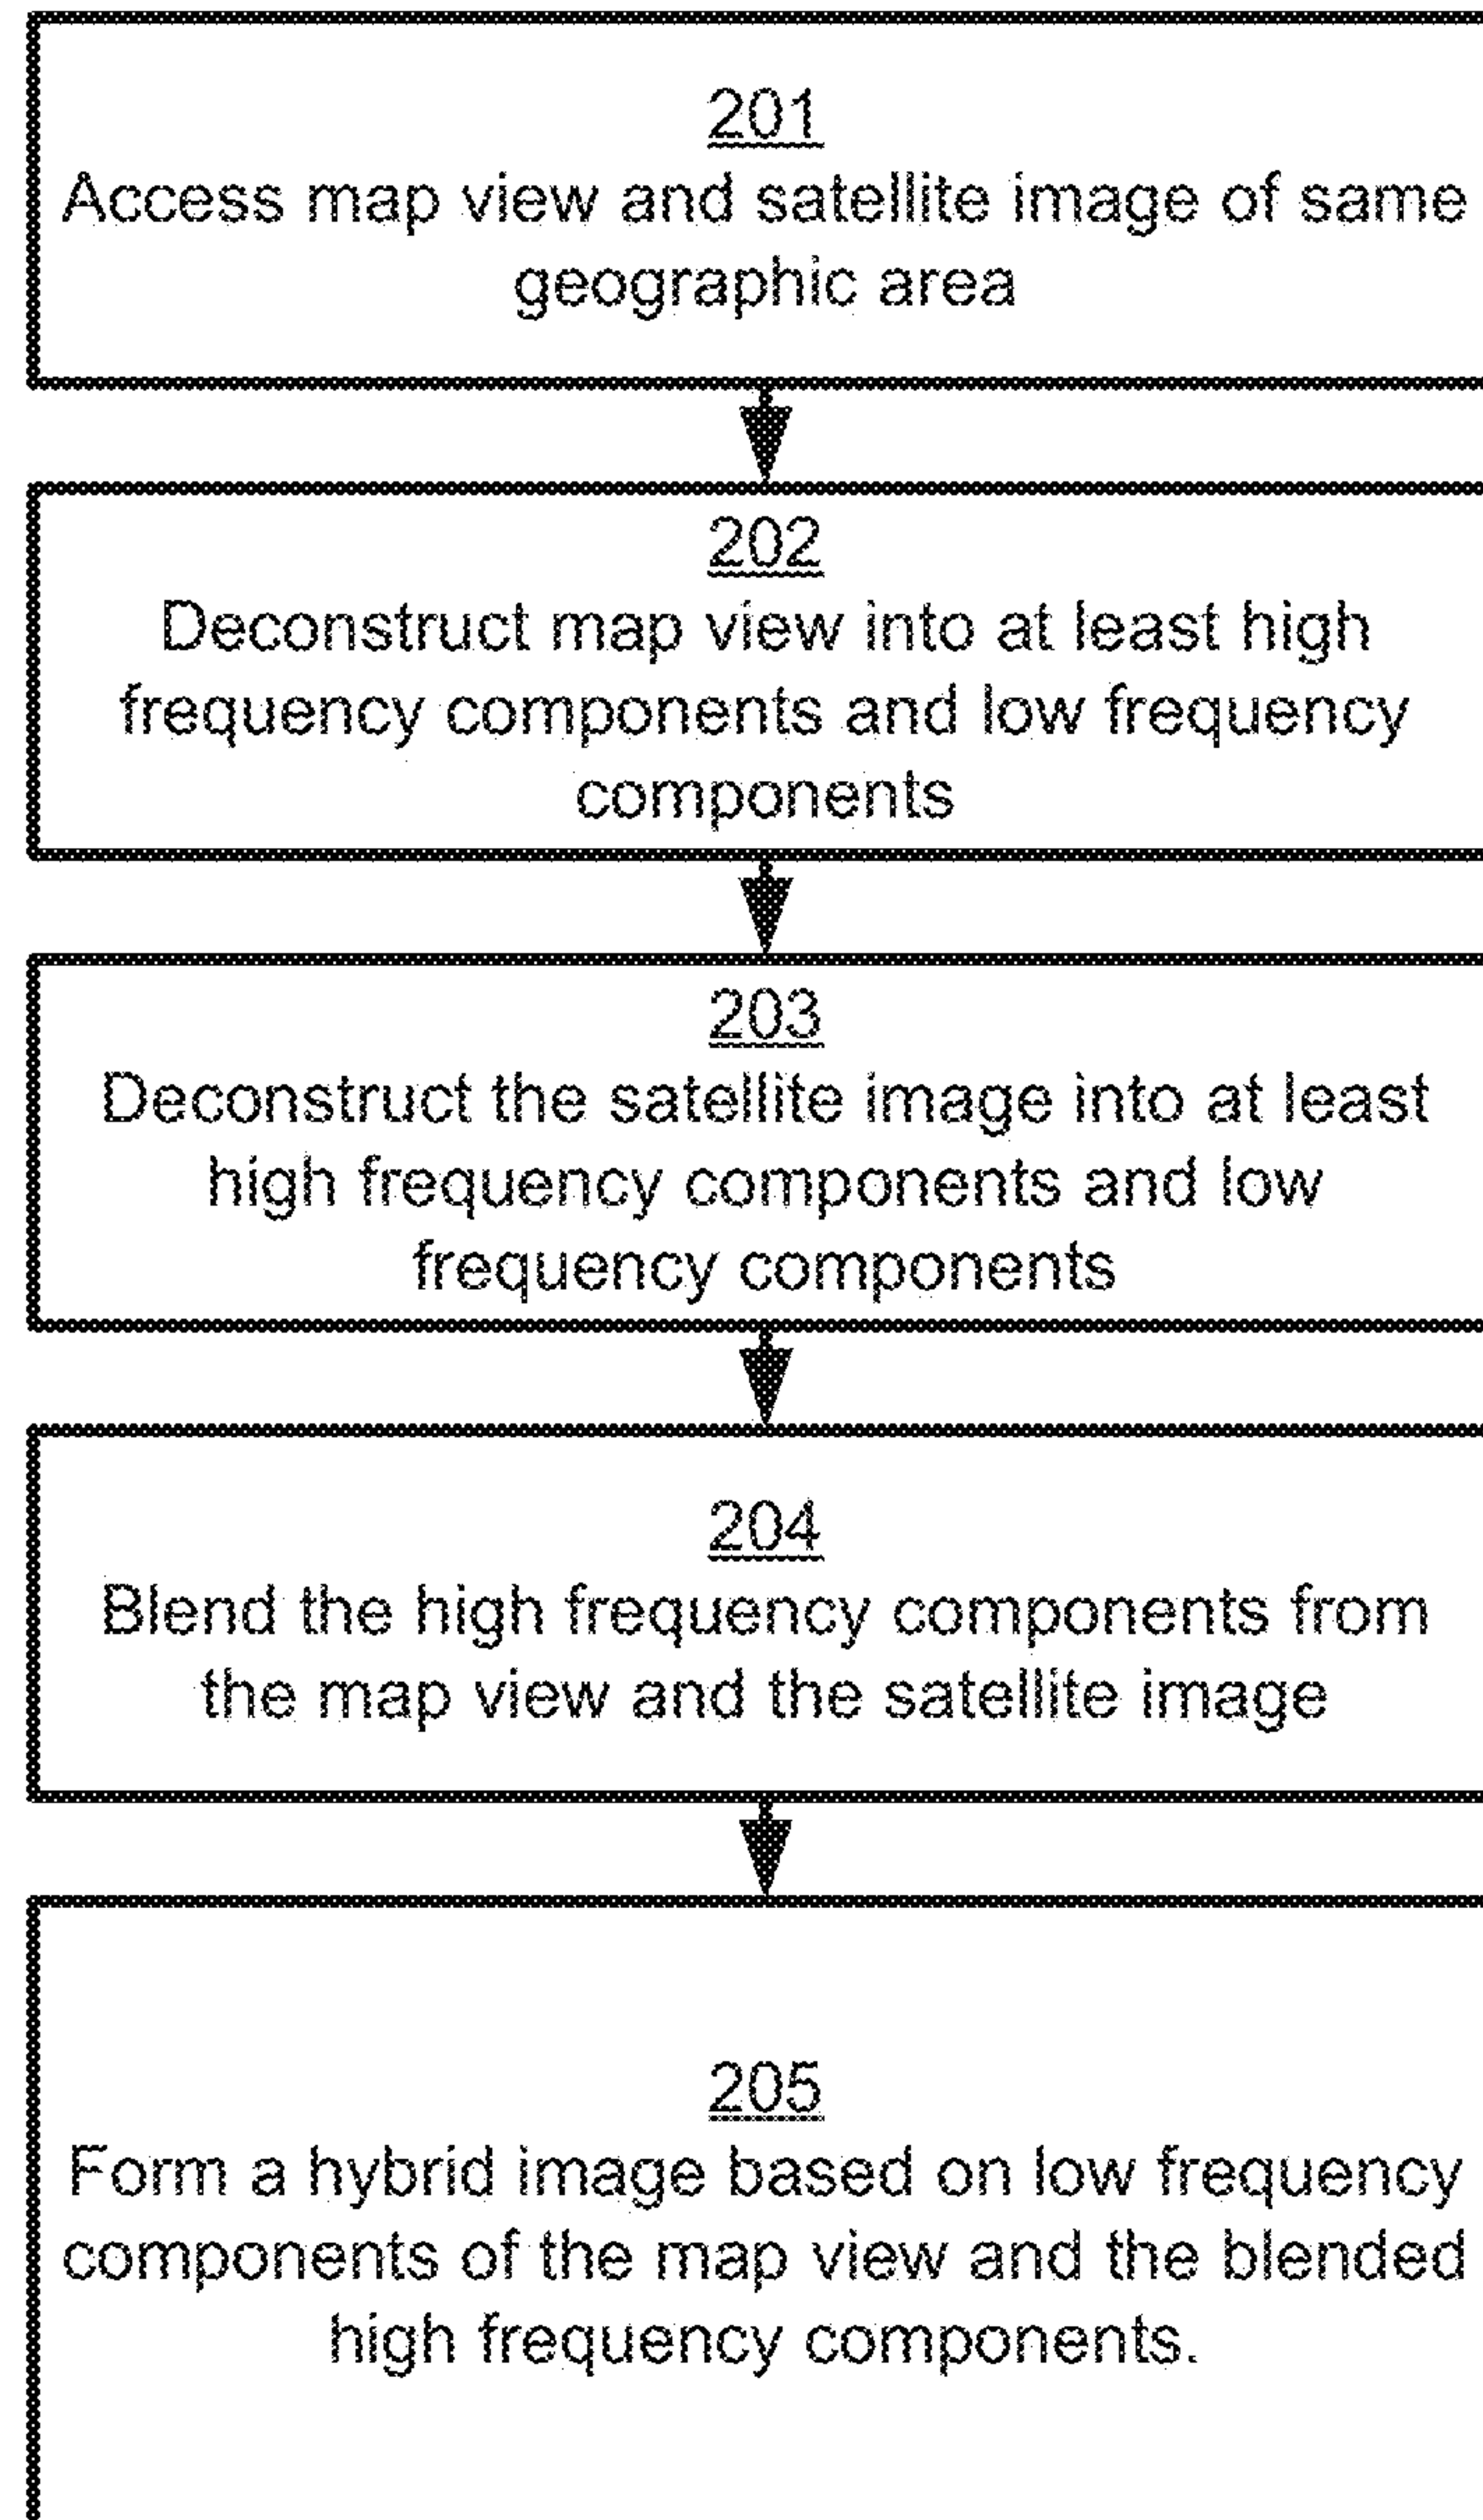 201
Access map view and satellite image of same
geographic area
202
Deconstruct map view into at least high
frequency components and low frequency
components
203
Deconstruct the satellite image into at least
high frequency components and low
frequency components
204
Blend the high frequency components from
the map view and the satellite image
205
Form a hybrid image based on low frequency
components of the map view and the blended
high frequency components.